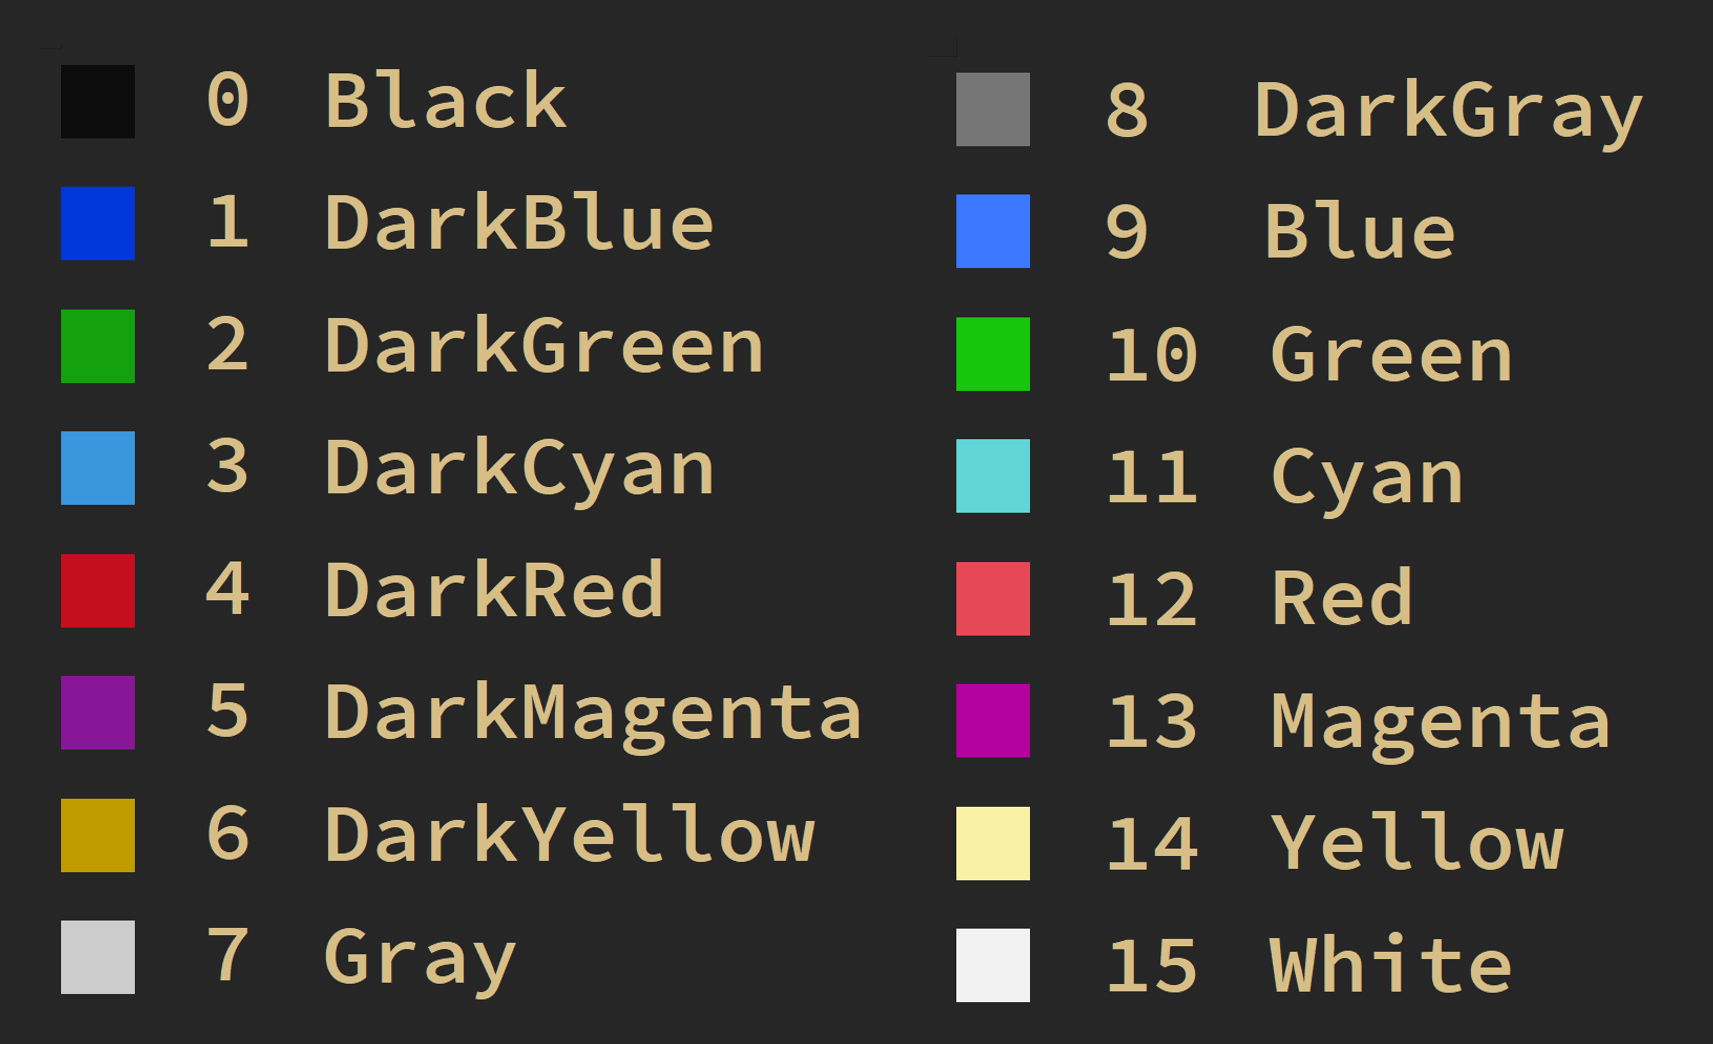 0 Black
1 DarkBlue
2 DarkGreen
3 DarkCyan
4 DarkRed
5 DarkMagenta
6 DarkYellow
7 Gray
8 DarkGray
9 Blue
10 Green
11 Cyan
12 Red
13 Magenta
14 Yellow
15 White